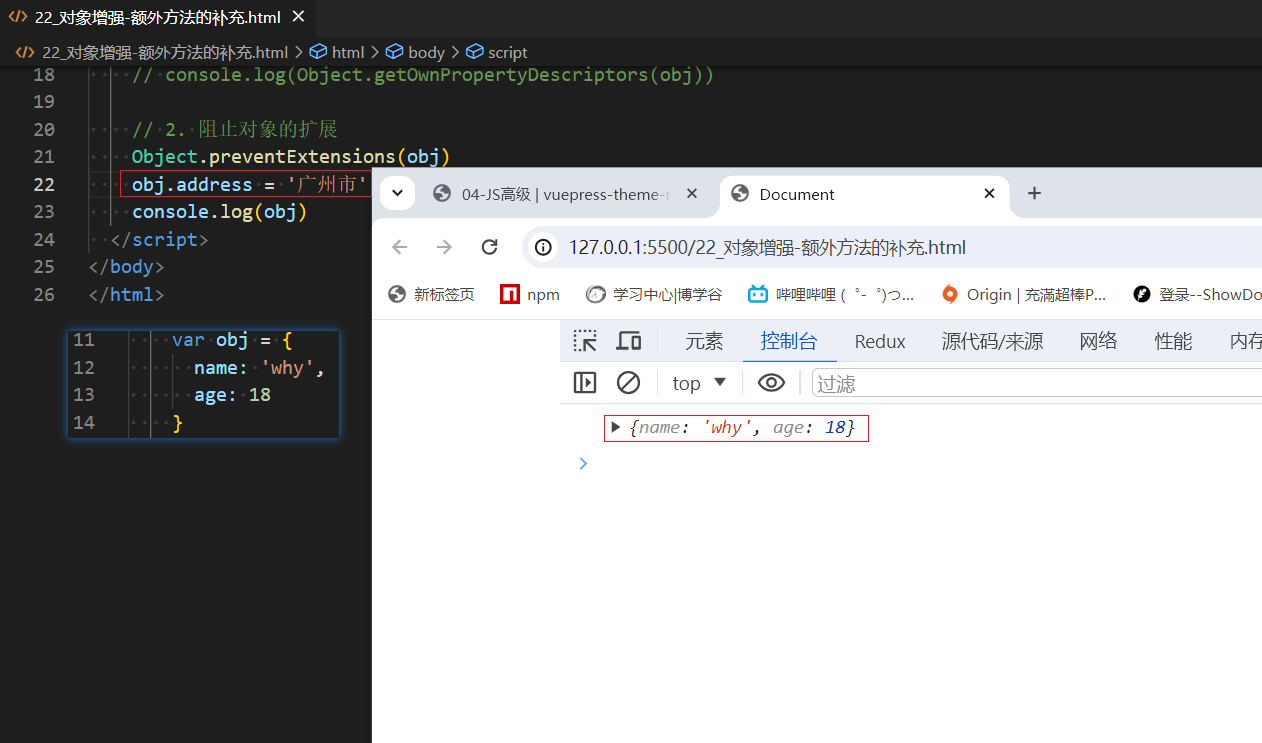 22_对象增强-额外方法的补充.html
22_对象增强-额外方法的补充.html > html > body > script
18 // console.log(Object.getOwnPropertyDescriptors(obj))
19
20 // 2. 阻止对象的扩展
21 Object.preventExtensions(obj)
22 obj.address = '广州市'
23 console.log(obj)
24 </script>
25 </body>
26 </html>
11 var obj = {
12 name: 'why',
13 age: 18
14 }
04-JS高级 | vuepress-theme- Document
127.0.0.1:5500/22_对象增强-额外方法的补充.html
新标签页 npm 学习中心|博学谷 哔哩哔哩 ( ゜- ゜)つ... Origin | 充满超棒P... 登录--ShowDo
元素 控制台 Redux 源代码/来源 网络 性能 内存
top 过滤
{name: 'why', age: 18}